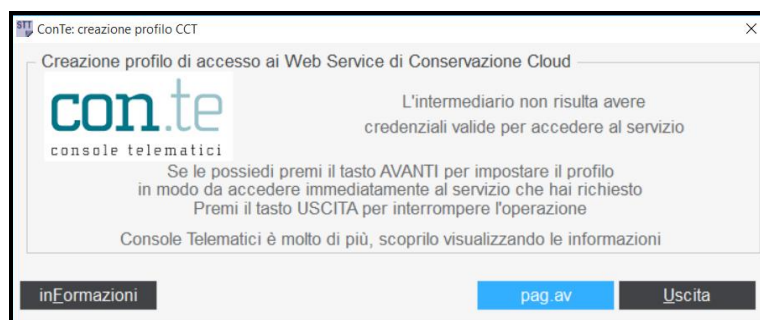 STT ConTe: creazione profilo CCT
Creazione profilo di accesso ai Web Service di Conservazione Cloud
con.te
console telematici
L'intermediario non risulta avere
credenziali valide per accedere al servizio
Se le possiedi premi il tasto AVANTI per impostare il profilo
in modo da accedere immediatamente al servizio che hai richiesto
Premi il tasto USCITA per interrompere l'operazione
Console Telematici è molto di più, scoprilo visualizzando le informazioni
inFormazioni
pag.av
Uscita